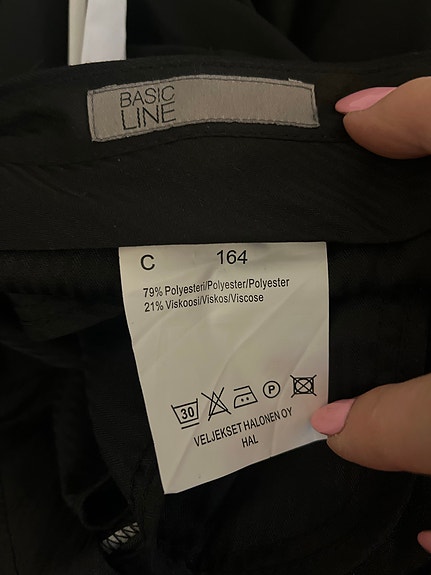 BASIC
LINE
C 164
79% Polyesteri/Polyester/Polyester
21% Viskoosi/Viskos/Viscose
30 P
VELJEKSET HALONEN OY
HAL